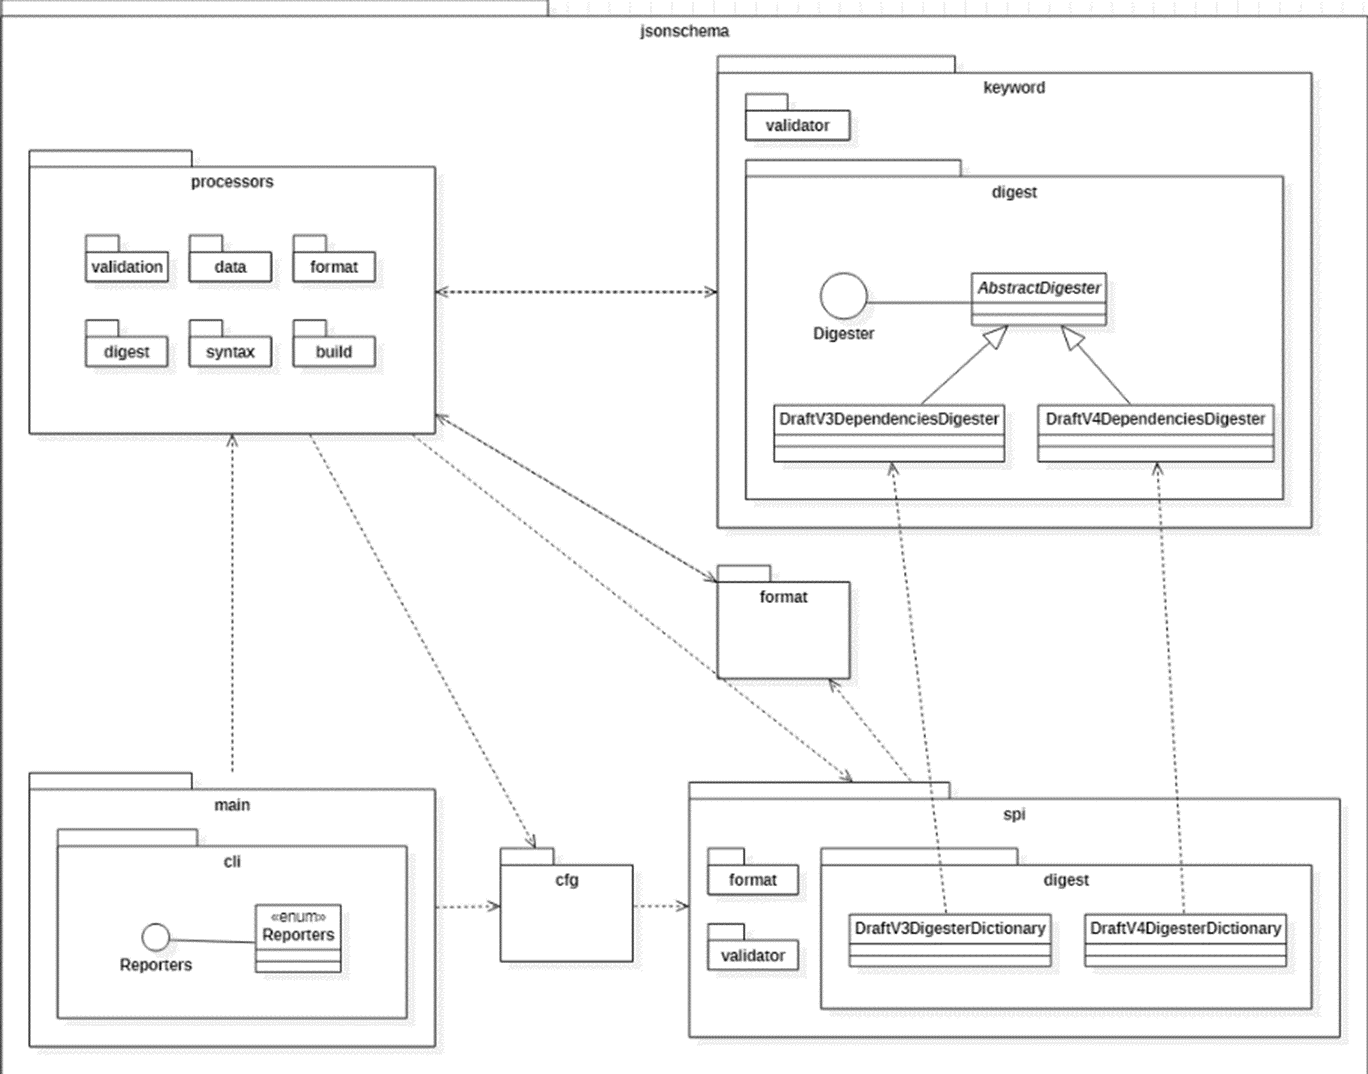 jsonschema
keyword
validator
digest
AbstractDigester
Digester
DraftV3DependenciesDigester
DraftV4DependenciesDigester
processors
validation
data
format
digest
syntax
build
format
main
cli
«enum»
Reporters
Reporters
cfg
spi
format
validator
digest
DraftV3DigesterDictionary
DraftV4DigesterDictionary